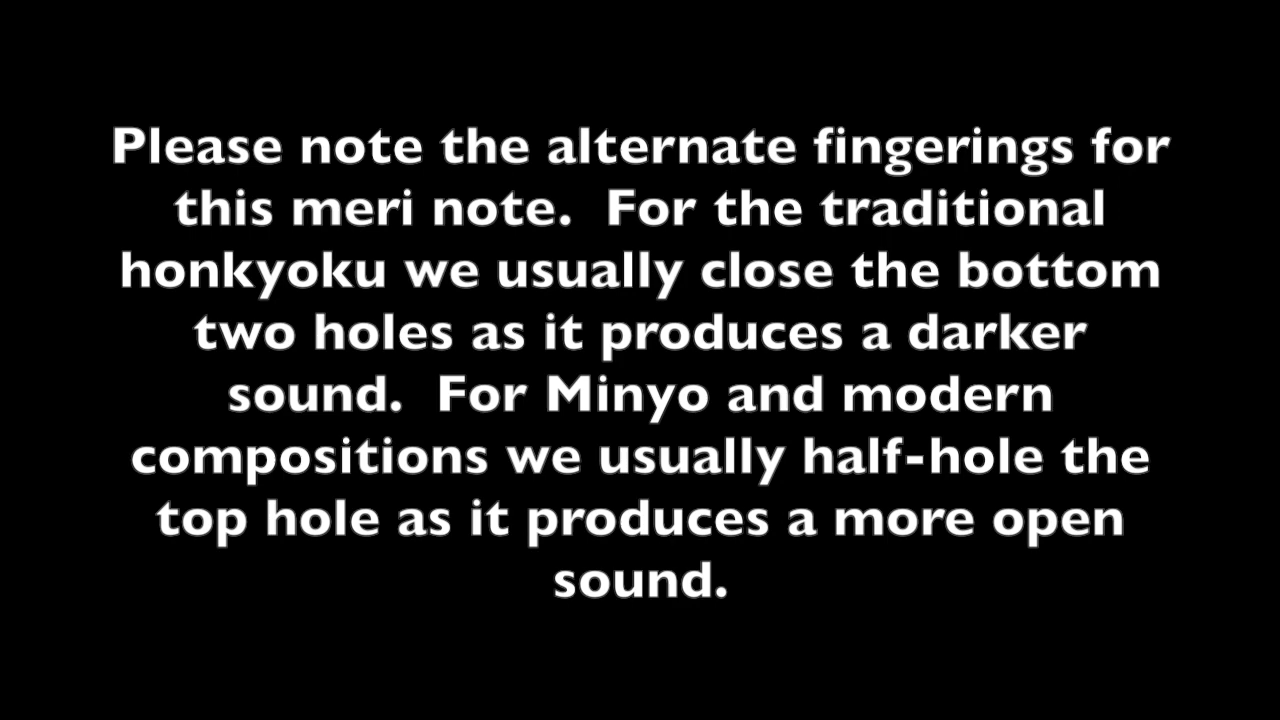 Please note the alternate fingerings for
this meri note.  For the traditional
honkyoku we usually close the bottom
two holes as it produces a darker
sound.  For Minyo and modern
compositions we usually half-hole the
top hole as it produces a more open
sound.